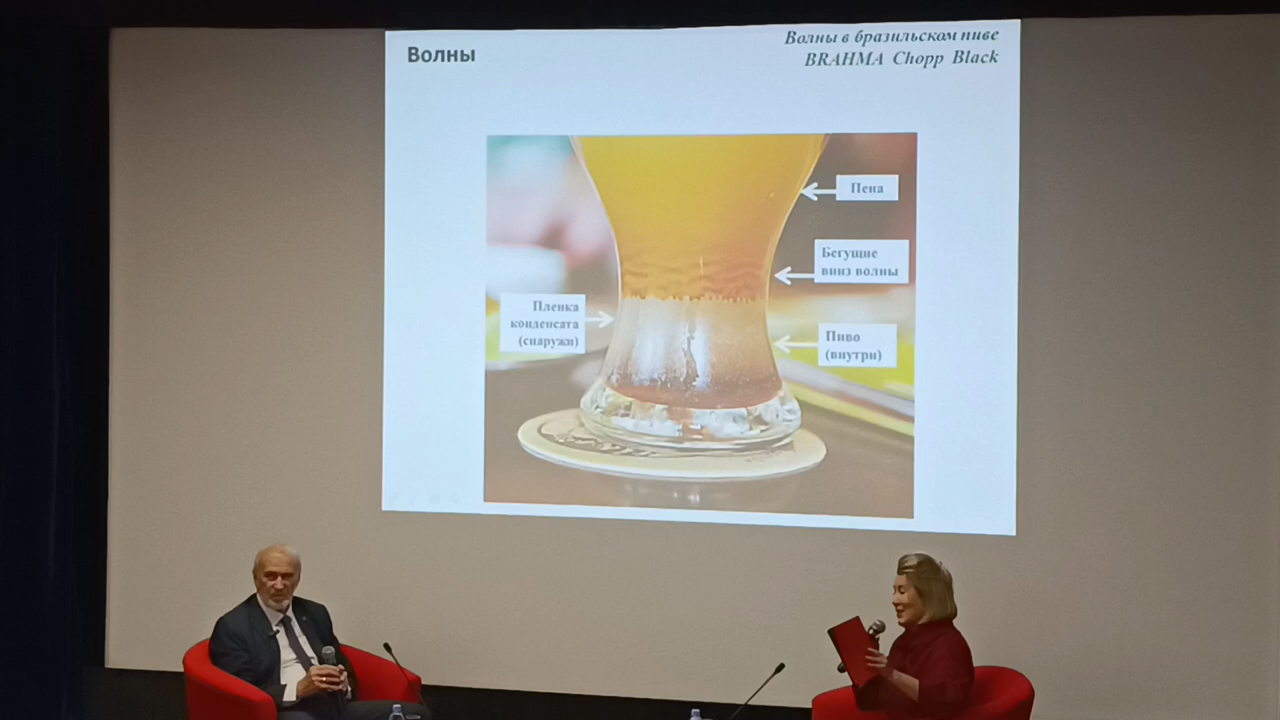 Волны
Волны в бразильском пиве
BRAHMA Chopp Black
Пена
Бегущие
вниз волны
Пленка
конденсата
(снаружи)
Пиво
(внутри)